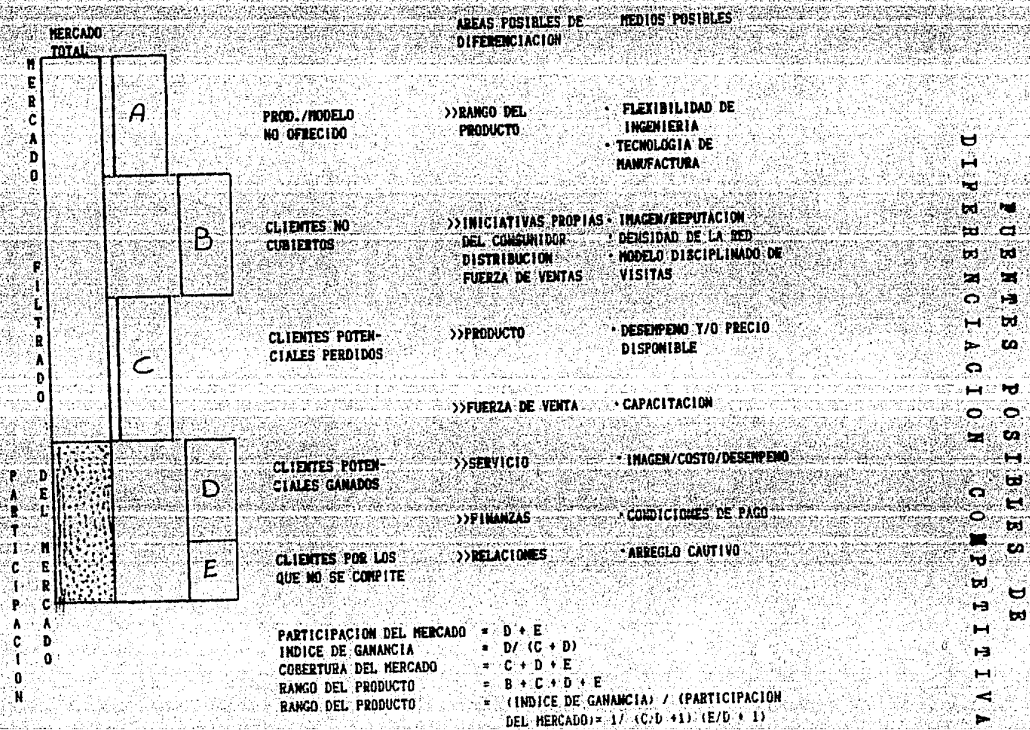 FUENTES POSIBLES DE
DIFERENCIACION COMPETITIVA
MERCADO
TOTAL
AREAS POSIBLES DE
DIFERENCIACION
MEDIOS POSIBLES
MERCADO FILTRADO
PARTICIPACION
DEL MERCADO
A
PROD./MODELO
NO OFRECIDO
>>RANGO DEL
PRODUCTO
· FLEXIBILIDAD DE
INGENIERIA
· TECNOLOGIA DE
MANUFACTURA
B
CLIENTES NO
CUBIERTOS
>>INICIATIVAS PROPIAS
DEL CONSUMIDOR
DISTRIBUCION
FUERZA DE VENTAS
· IMAGEN/REPUTACION
· DENSIDAD DE LA RED
· MODELO DISCIPLINADO DE
VISITAS
C
CLIENTES POTEN-
CIALES PERDIDOS
>>PRODUCTO
· DESEMPENO Y/O PRECIO
DISPONIBLE
>>FUERZA DE VENTA
· CAPACITACION
D
CLIENTES POTEN-
CIALES GANADOS
>>SERVICIO
· IMAGEN/COSTO/DESEMPENO
>>FINANZAS
· CONDICIONES DE PAGO
E
CLIENTES POR LOS
QUE NO SE COMPITE
>>RELACIONES
· ARREGLO CAUTIVO
PARTICIPACION DEL MERCADO = D + E
INDICE DE GANANCIA = D/ (C + D)
COBERTURA DEL MERCADO = C + D + E
RANGO DEL PRODUCTO = B + C + D + E
RANGO DEL PRODUCTO = (INDICE DE GANANCIA) / (PARTICIPACION
DEL MERCADO)= 1/ (C/D +1) (E/D + 1)